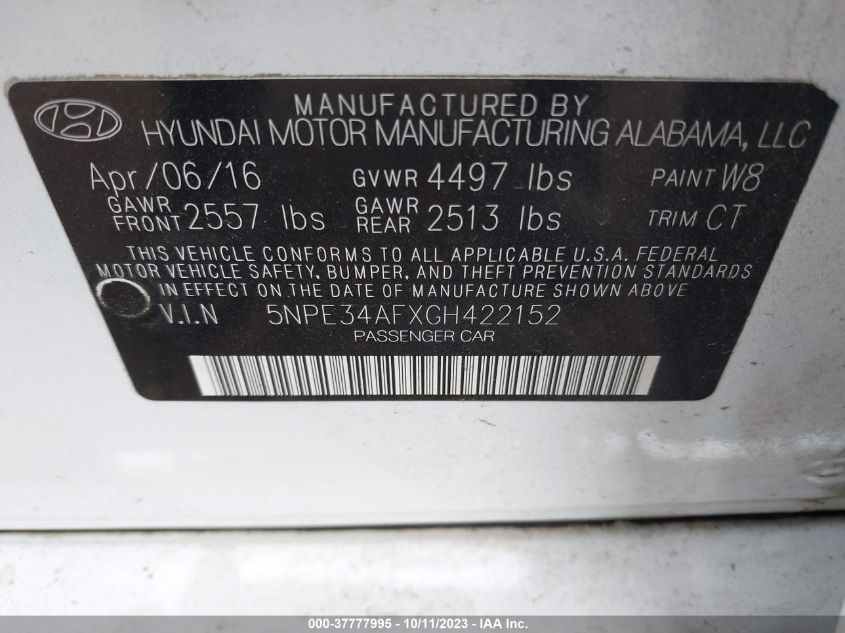 MANUFACTURED BY
HYUNDAI MOTOR MANUFACTURING ALABAMA, LLC
Apr/06/16 GVWR 4497 lbs PAINT W8
GAWR FRONT 2557 lbs GAWR REAR 2513 lbs TRIM CT
THIS VEHICLE CONFORMS TO ALL APPLICABLE U.S.A. FEDERAL
MOTOR VEHICLE SAFETY, BUMPER, AND THEFT PREVENTION STANDARDS
IN EFFECT ON THE DATE OF MANUFACTURE SHOWN ABOVE
V.I.N 5NPE34AFXGH422152
PASSENGER CAR
000-37777995 - 10/11/2023 - IAA Inc.